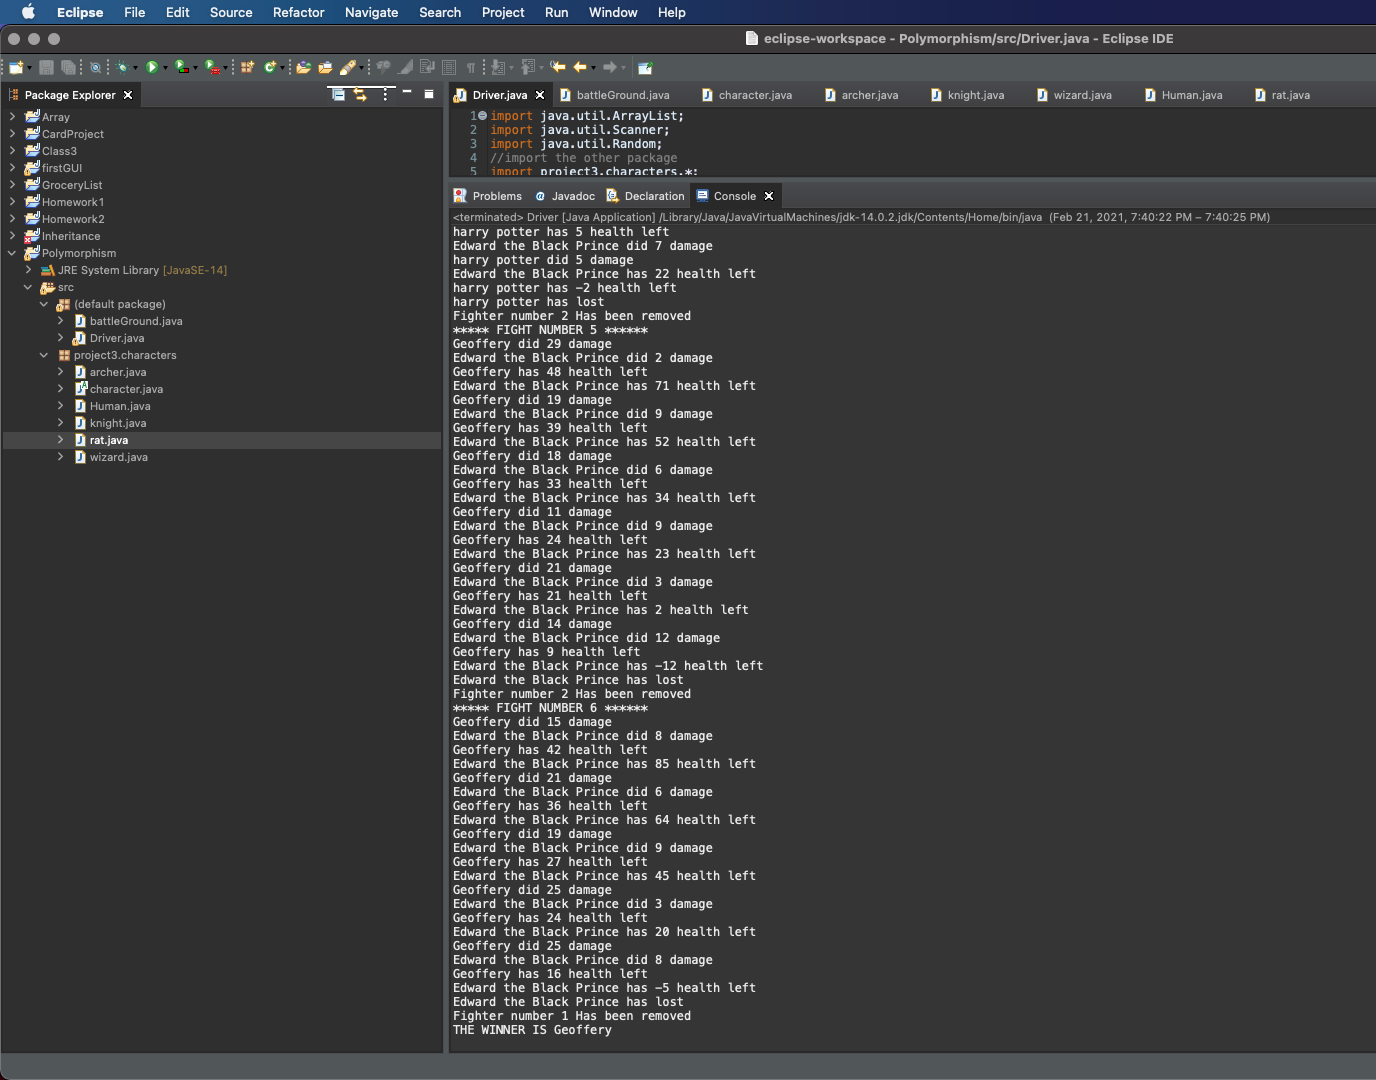 Eclipse File Edit Source Refactor Navigate Search Project Run Window Help
eclipse-workspace - Polymorphism/src/Driver.java - Eclipse IDE
Package Explorer
Array
CardProject
Class3
firstGUI
GroceryList
Homework1
Homework2
Inheritance
Polymorphism
JRE System Library [JavaSE-14]
src
(default package)
battleGround.java
Driver.java
project3.characters
archer.java
character.java
Human.java
knight.java
rat.java
wizard.java
Driver.java battleGround.java character.java archer.java knight.java wizard.java Human.java rat.java
1 import java.util.ArrayList;
2 import java.util.Scanner;
3 import java.util.Random;
4 //import the other package
5 import project3.characters.*;
Problems Javadoc Declaration Console
<terminated> Driver [Java Application] /Library/Java/JavaVirtualMachines/jdk-14.0.2.jdk/Contents/Home/bin/java (Feb 21, 2021, 7:40:22 PM – 7:40:25 PM)
harry potter has 5 health left
Edward the Black Prince did 7 damage
harry potter did 5 damage
Edward the Black Prince has 22 health left
harry potter has -2 health left
harry potter has lost
Fighter number 2 Has been removed
***** FIGHT NUMBER 5 ******
Geoffery did 29 damage
Edward the Black Prince did 2 damage
Geoffery has 48 health left
Edward the Black Prince has 71 health left
Geoffery did 19 damage
Edward the Black Prince did 9 damage
Geoffery has 39 health left
Edward the Black Prince has 52 health left
Geoffery did 18 damage
Edward the Black Prince did 6 damage
Geoffery has 33 health left
Edward the Black Prince has 34 health left
Geoffery did 11 damage
Edward the Black Prince did 9 damage
Geoffery has 24 health left
Edward the Black Prince has 23 health left
Geoffery did 21 damage
Edward the Black Prince did 3 damage
Geoffery has 21 health left
Edward the Black Prince has 2 health left
Geoffery did 14 damage
Edward the Black Prince did 12 damage
Geoffery has 9 health left
Edward the Black Prince has -12 health left
Edward the Black Prince has lost
Fighter number 2 Has been removed
***** FIGHT NUMBER 6 ******
Geoffery did 15 damage
Edward the Black Prince did 8 damage
Geoffery has 42 health left
Edward the Black Prince has 85 health left
Geoffery did 21 damage
Edward the Black Prince did 6 damage
Geoffery has 36 health left
Edward the Black Prince has 64 health left
Geoffery did 19 damage
Edward the Black Prince did 9 damage
Geoffery has 27 health left
Edward the Black Prince has 45 health left
Geoffery did 25 damage
Edward the Black Prince did 3 damage
Geoffery has 24 health left
Edward the Black Prince has 20 health left
Geoffery did 25 damage
Edward the Black Prince did 8 damage
Geoffery has 16 health left
Edward the Black Prince has -5 health left
Edward the Black Prince has lost
Fighter number 1 Has been removed
THE WINNER IS Geoffery